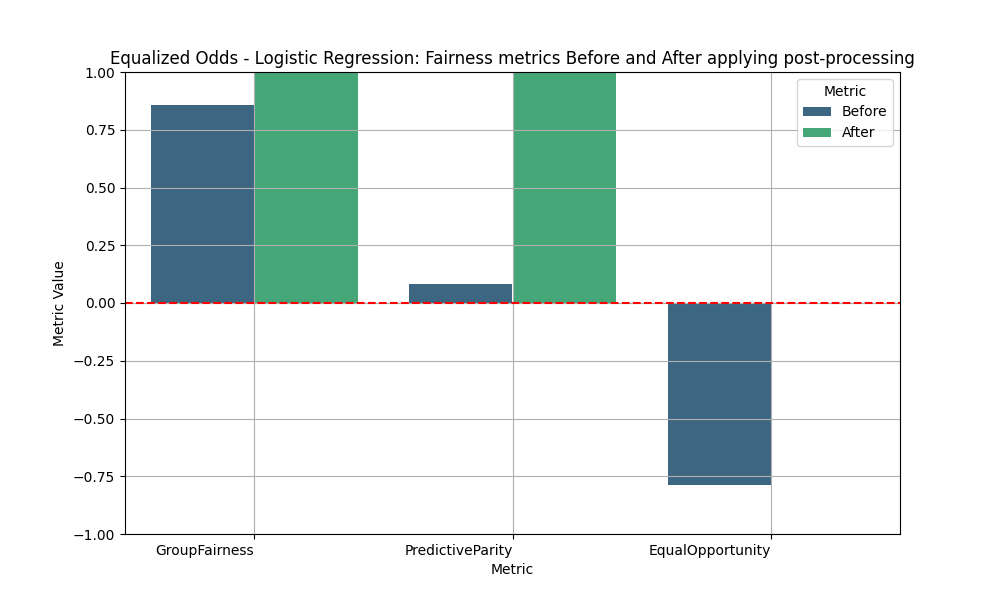 Equalized Odds - Logistic Regression: Fairness metrics Before and After applying post-processing
Metric
Before
After
1.00
0.75
0.50
0.25
0.00
−0.25
−0.50
−0.75
−1.00
Metric Value
GroupFairness
PredictiveParity
EqualOpportunity
Metric